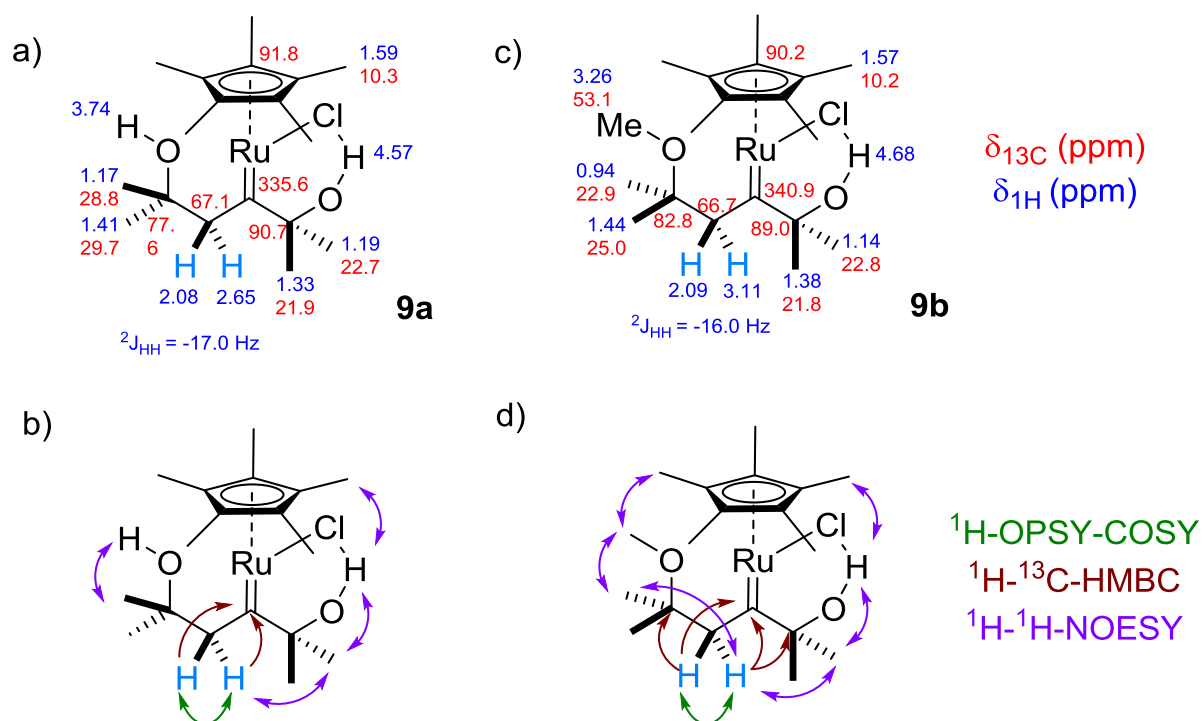 a)
91.8
1.59
10.3
3.74
H
O
Cl
H
4.57
Ru
O
1.17
28.8
1.41
29.7
77.
6
67.1
335.6
90.7
1.19
22.7
H
H
2.08
2.65
1.33
21.9
9a
²J_HH = -17.0 Hz
c)
90.2
1.57
10.2
3.26
53.1
Me
O
Cl
H
4.68
Ru
O
0.94
22.9
1.44
25.0
82.8
66.7
340.9
89.0
1.14
22.8
H
H
2.09
3.11
1.38
21.8
9b
²J_HH = -16.0 Hz
δ13C (ppm)
δ1H (ppm)
b)
H
O
Cl
H
Ru
O
H
H
d)
O
Cl
H
Ru
O
H
H
¹H-OPSY-COSY
¹H-¹³C-HMBC
¹H-¹H-NOESY